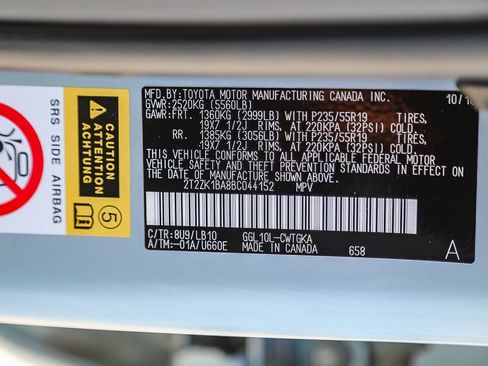 SRS SIDE AIRBAG
CAUTION
ATTENTION
ACHTUNG
5
MFD.BY:TOYOTA MOTOR MANUFACTURING CANADA INC. 10/10
GVWR:2520KG (5560LB)
GAWR:FRT. 1360KG (2999LB) WITH P235/55R19 TIRES,
19X7 1/2J RIMS, AT 220KPA (32PSI) COLD.
RR. 1385KG (3056LB) WITH P235/55R19 TIRES,
19X7 1/2J RIMS, AT 220KPA (32PSI) COLD.
THIS VEHICLE CONFORMS TO ALL APPLICABLE FEDERAL MOTOR
VEHICLE SAFETY AND THEFT PREVENTION STANDARDS IN EFFECT ON
THE DATE OF MANUFACTURE SHOWN ABOVE.
2T2ZK1BA8BC044152 MPV
C/TR:8U9/LB10 GGL10L-CWTGKA
A/TM:-01A/U660E MADE IN CANADA 658 A